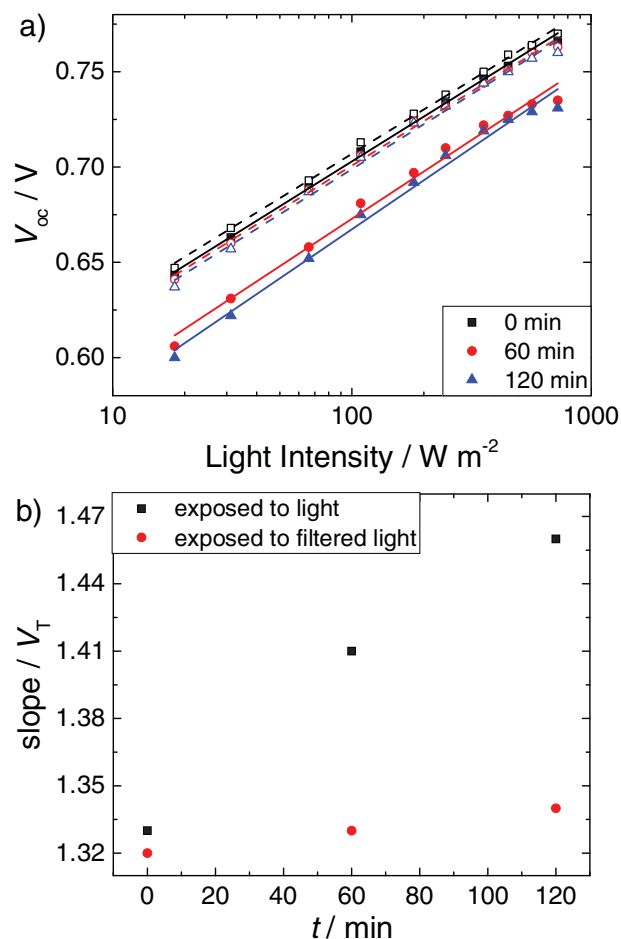 a)
0.75
0.70
0.65
0.60
V_oc / V
0 min
60 min
120 min
10
100
1000
Light Intensity / W m⁻²
b)
exposed to light
exposed to filtered light
1.47
1.44
1.41
1.38
1.35
1.32
slope / V_T
0
20
40
60
80
100
120
t / min